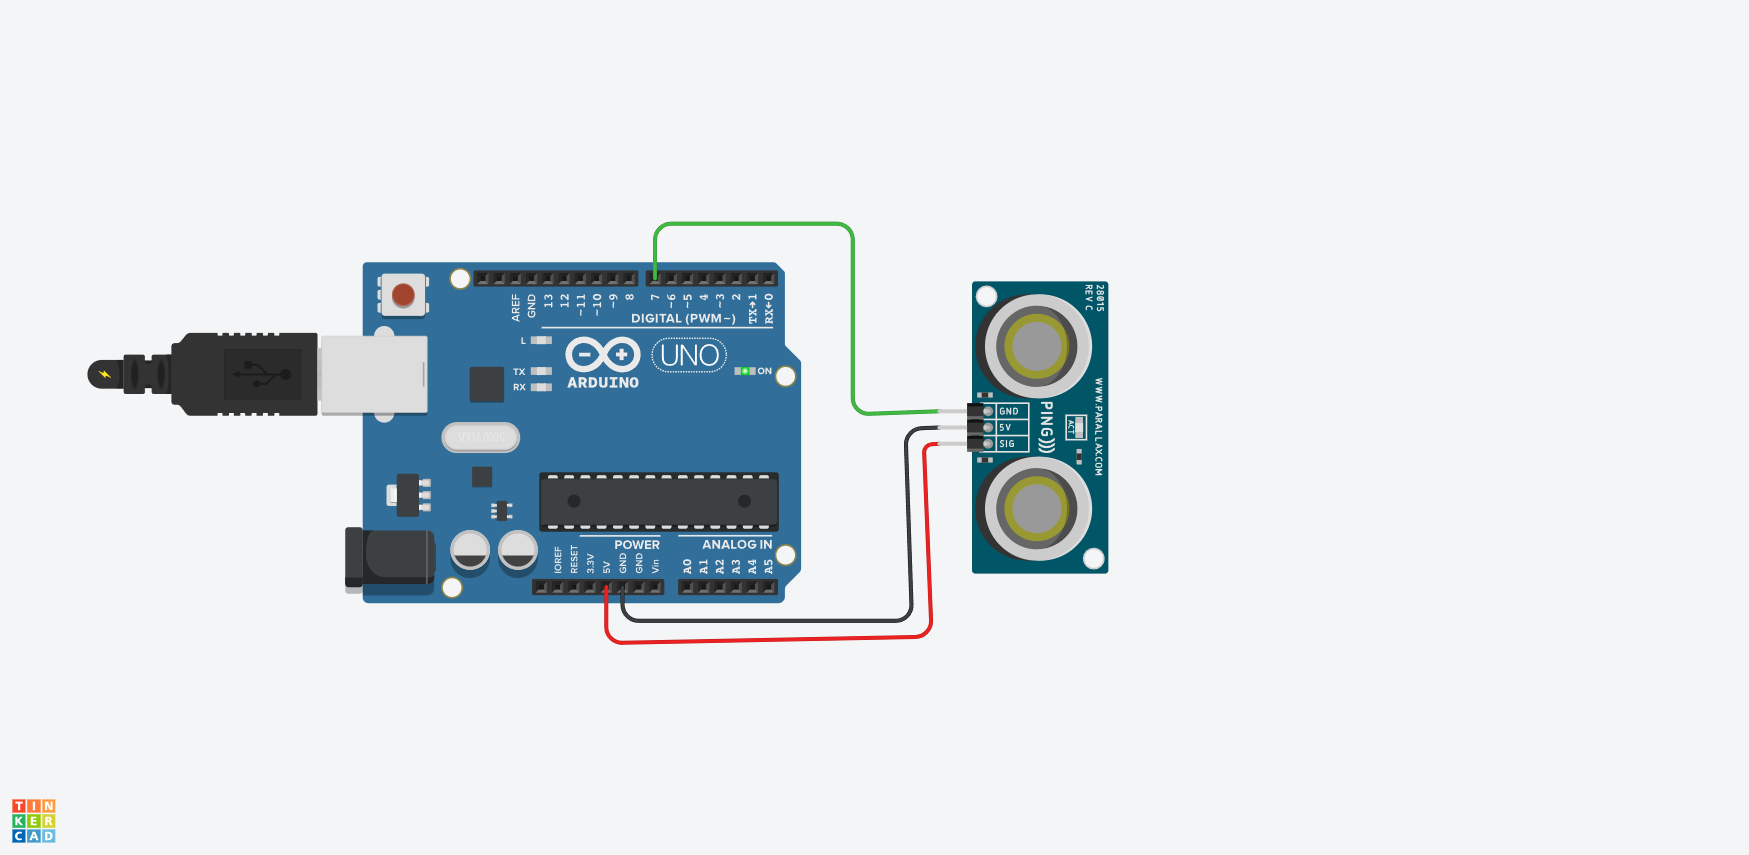 AREF
GND
13
12
~11
~10
~9
8
7
~6
~5
4
~3
2
TX→1
RX←0
DIGITAL (PWM~)
L
TX
RX
ARDUINO
UNO
ON
POWER
ANALOG IN
IOREF
RESET
3.3V
5V
GND
GND
Vin
A0
A1
A2
A3
A4
A5
28015
REV C
GND
5V
SIG
PING)))
ACT
WWW.PARALLAX.COM
TIN
KER
CAD